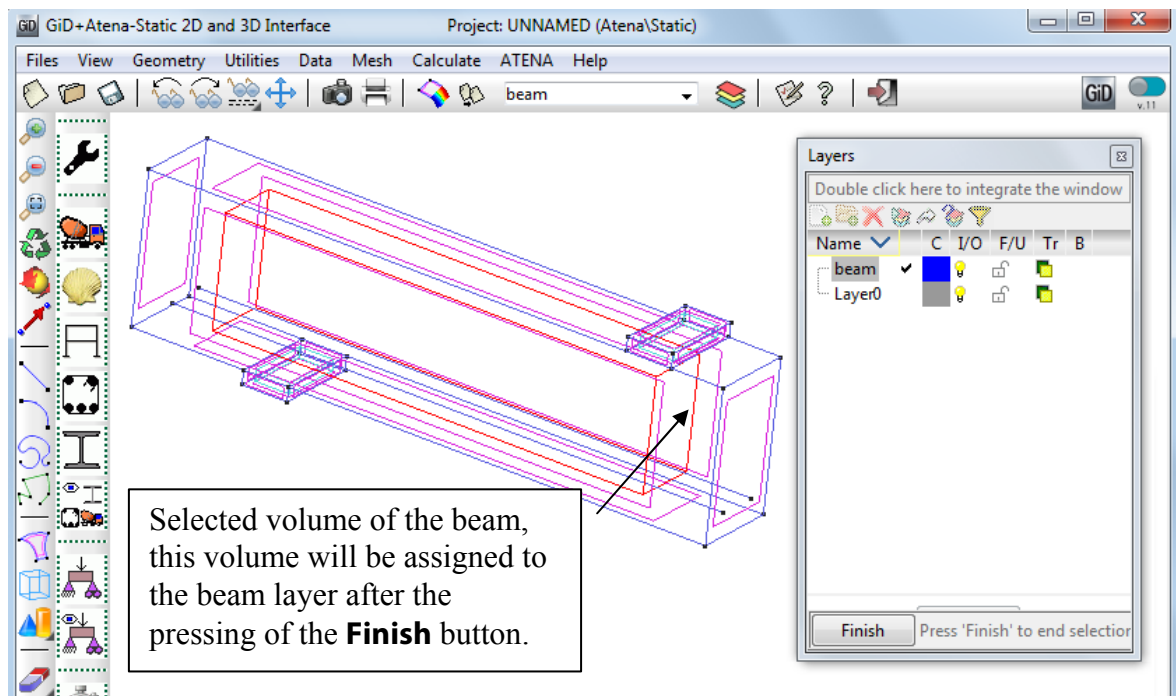 GiD GiD+Atena-Static 2D and 3D Interface Project: UNNAMED (Atena\Static)
Files View Geometry Utilities Data Mesh Calculate ATENA Help
beam GiD
v.11
Layers
Double click here to integrate the window
Name C I/O F/U Tr B
beam
Layer0
Selected volume of the beam,
this volume will be assigned to
the beam layer after the
pressing of the Finish button.
Finish Press 'Finish' to end selection